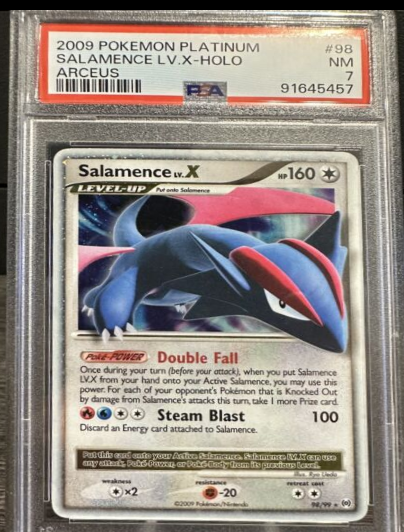 2009 POKEMON PLATINUM #98
SALAMENCE LV.X-HOLO NM
ARCEUS 7
PSA 91645457
Salamence LV.X HP 160
LEVEL-UP Put onto Salamence
Poké-POWER Double Fall
Once during your turn (before your attack), when you put Salamence
LV.X from your hand onto your Active Salamence, you may use this
power. For each of your opponent's Pokémon that is Knocked Out
by damage from Salamence's attacks this turn, take 1 more Prize card.
Steam Blast 100
Discard an Energy card attached to Salamence.
Put this card onto your Active Salamence. Salamence LV.X can use
any attack, Poké-Power, or Poké-Body from its previous Level.
Illus. Ryo Ueda
weakness resistance retreat cost
×2 -20
©2009 Pokémon/Nintendo 98/99